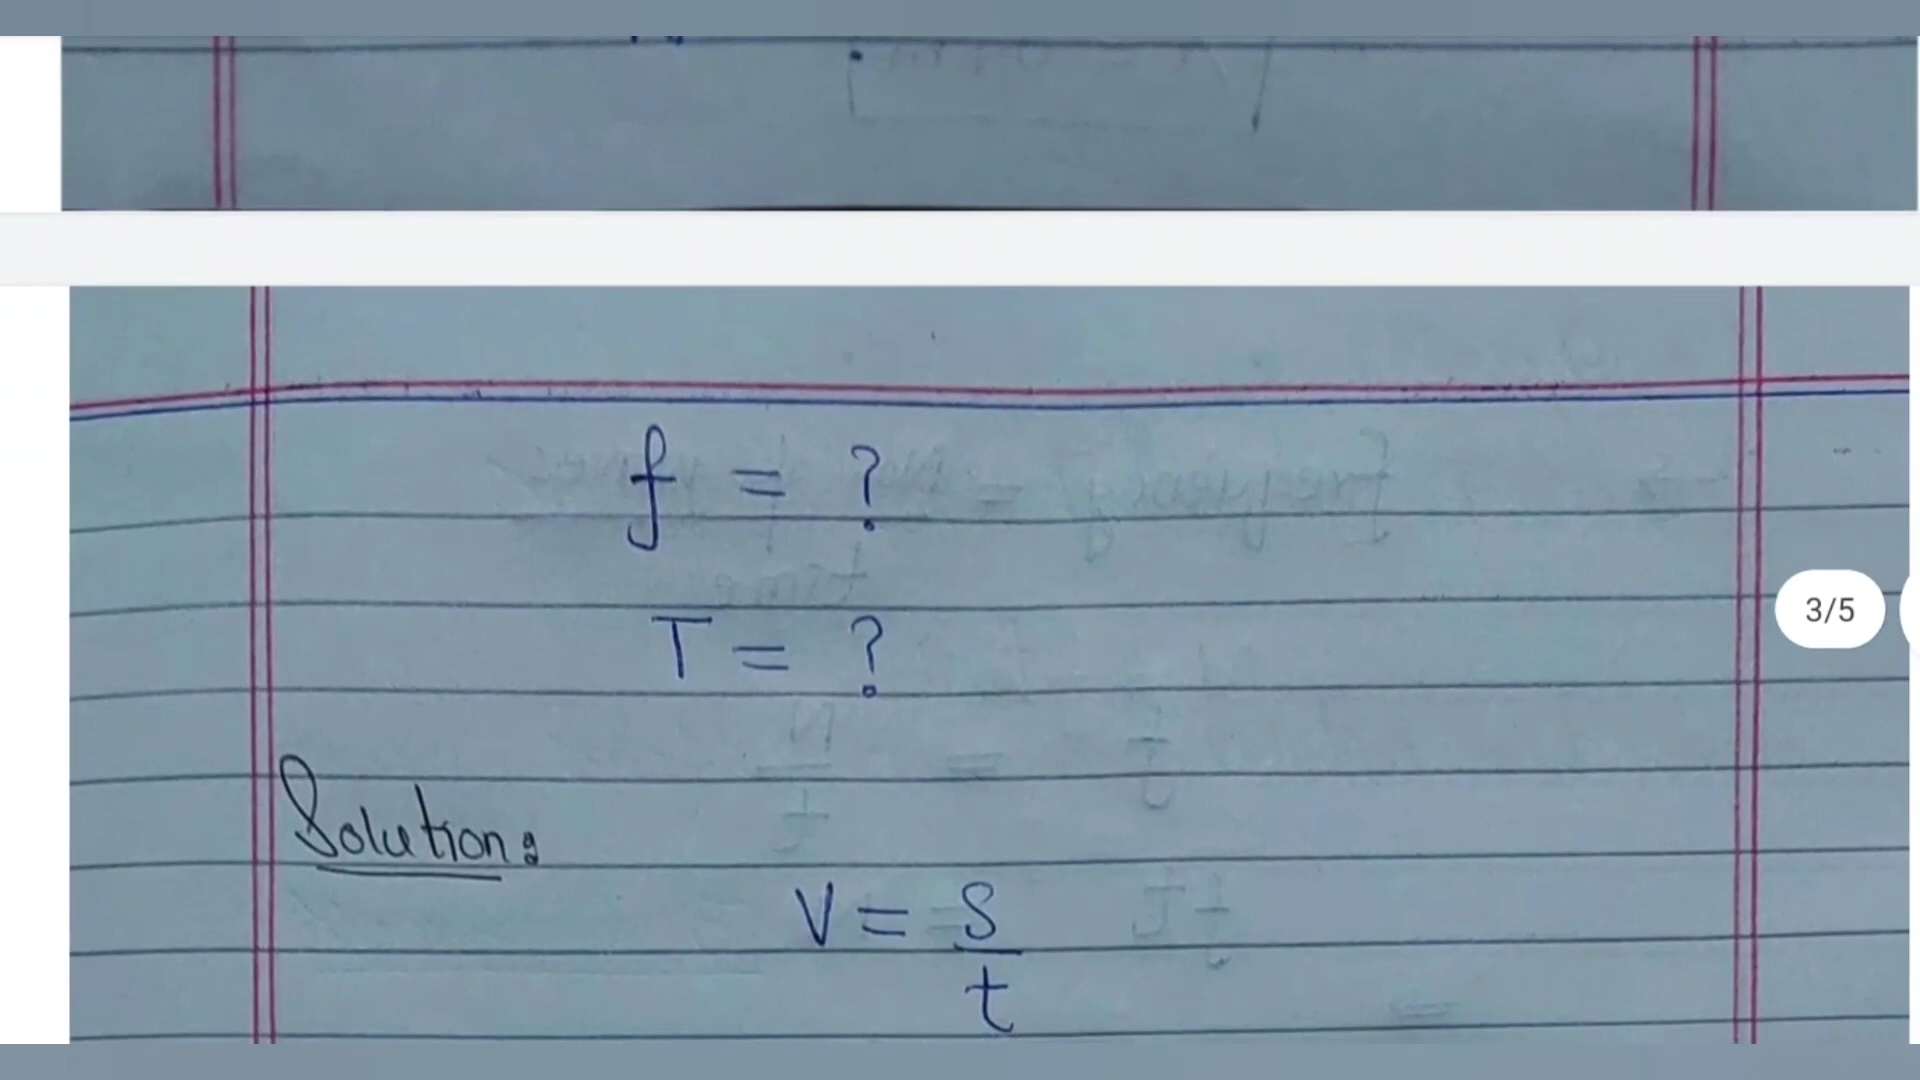 f = ?
T = ?
3/5
Solution:
V = S
t